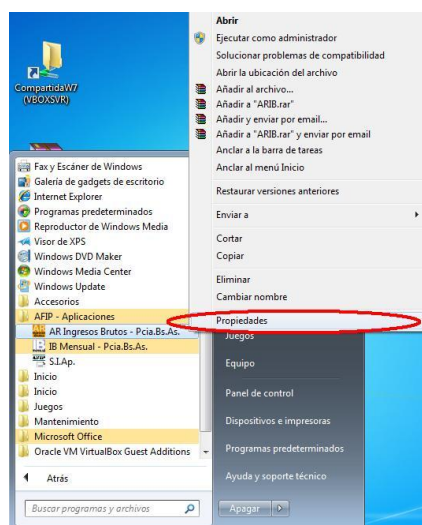 CompartidaW7
(VBOXSVR)
Abrir
Ejecutar como administrador
Solucionar problemas de compatibilidad
Abrir la ubicación del archivo
Añadir al archivo...
Añadir a "ARIB.rar"
Añadir y enviar por email...
Añadir a "ARIB.rar" y enviar por email
Anclar a la barra de tareas
Anclar al menú Inicio
Restaurar versiones anteriores
Enviar a
Cortar
Copiar
Eliminar
Cambiar nombre
Propiedades
Fax y Escáner de Windows
Galería de gadgets de escritorio
Internet Explorer
Programas predeterminados
Reproductor de Windows Media
Visor de XPS
Windows DVD Maker
Windows Media Center
Windows Update
Accesorios
AFIP - Aplicaciones
AR Ingresos Brutos - Pcia.Bs.As.
IB Mensual - Pcia.Bs.As.
S.I.Ap.
Inicio
Inicio
Juegos
Mantenimiento
Microsoft Office
Oracle VM VirtualBox Guest Additions
Atrás
Buscar programas y archivos
Juegos
Equipo
Panel de control
Dispositivos e impresoras
Programas predeterminados
Ayuda y soporte técnico
Apagar